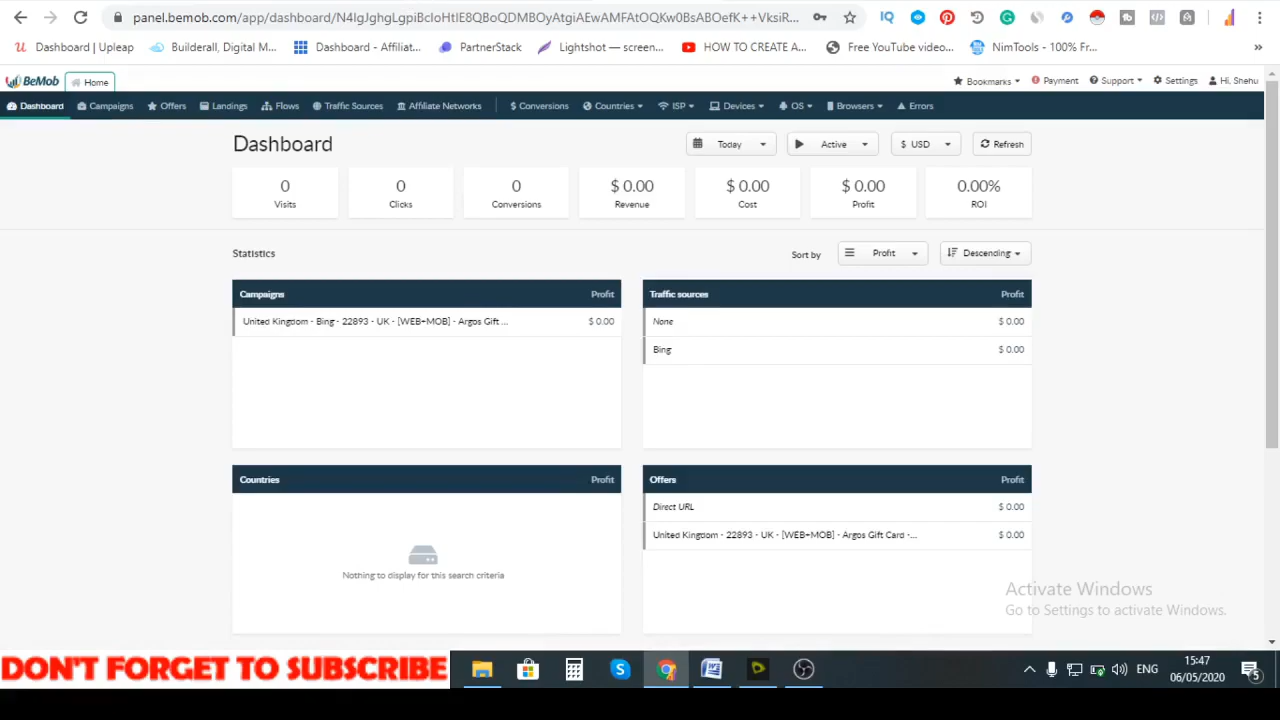 panel.bemob.com/app/dashboard/N4IgJghgLgpiBcIoHtIE8QBoQDMBOyAtgiAEwAMFAtOQKw0BsABOefK++VksiR...
Dashboard | Upleap
Builderall, Digital M...
Dashboard - Affiliat...
PartnerStack
Lightshot — screen...
HOW TO CREATE A...
Free YouTube video...
NimTools - 100% Fr...
»
BeMob
Home
Bookmarks
Payment
Support
Settings
Hi, Shehu
Dashboard
Campaigns
Offers
Landings
Flows
Traffic Sources
Affiliate Networks
$ Conversions
Countries
ISP
Devices
OS
Browsers
Errors
Dashboard
Today
Active
$ USD
Refresh
0
Visits
0
Clicks
0
Conversions
$ 0.00
Revenue
$ 0.00
Cost
$ 0.00
Profit
0.00%
ROI
Statistics
Sort by
Profit
Descending
Campaigns
Profit
United Kingdom - Bing - 22893 - UK - [WEB+MOB] - Argos Gift ...
$ 0.00
Traffic sources
Profit
None
$ 0.00
Bing
$ 0.00
Countries
Profit
Nothing to display for this search criteria
Offers
Profit
Direct URL
$ 0.00
United Kingdom - 22893 - UK - [WEB+MOB] - Argos Gift Card -...
$ 0.00
Activate Windows
Go to Settings to activate Windows.
DON'T FORGET TO SUBSCRIBE
ENG
15:47
06/05/2020
5